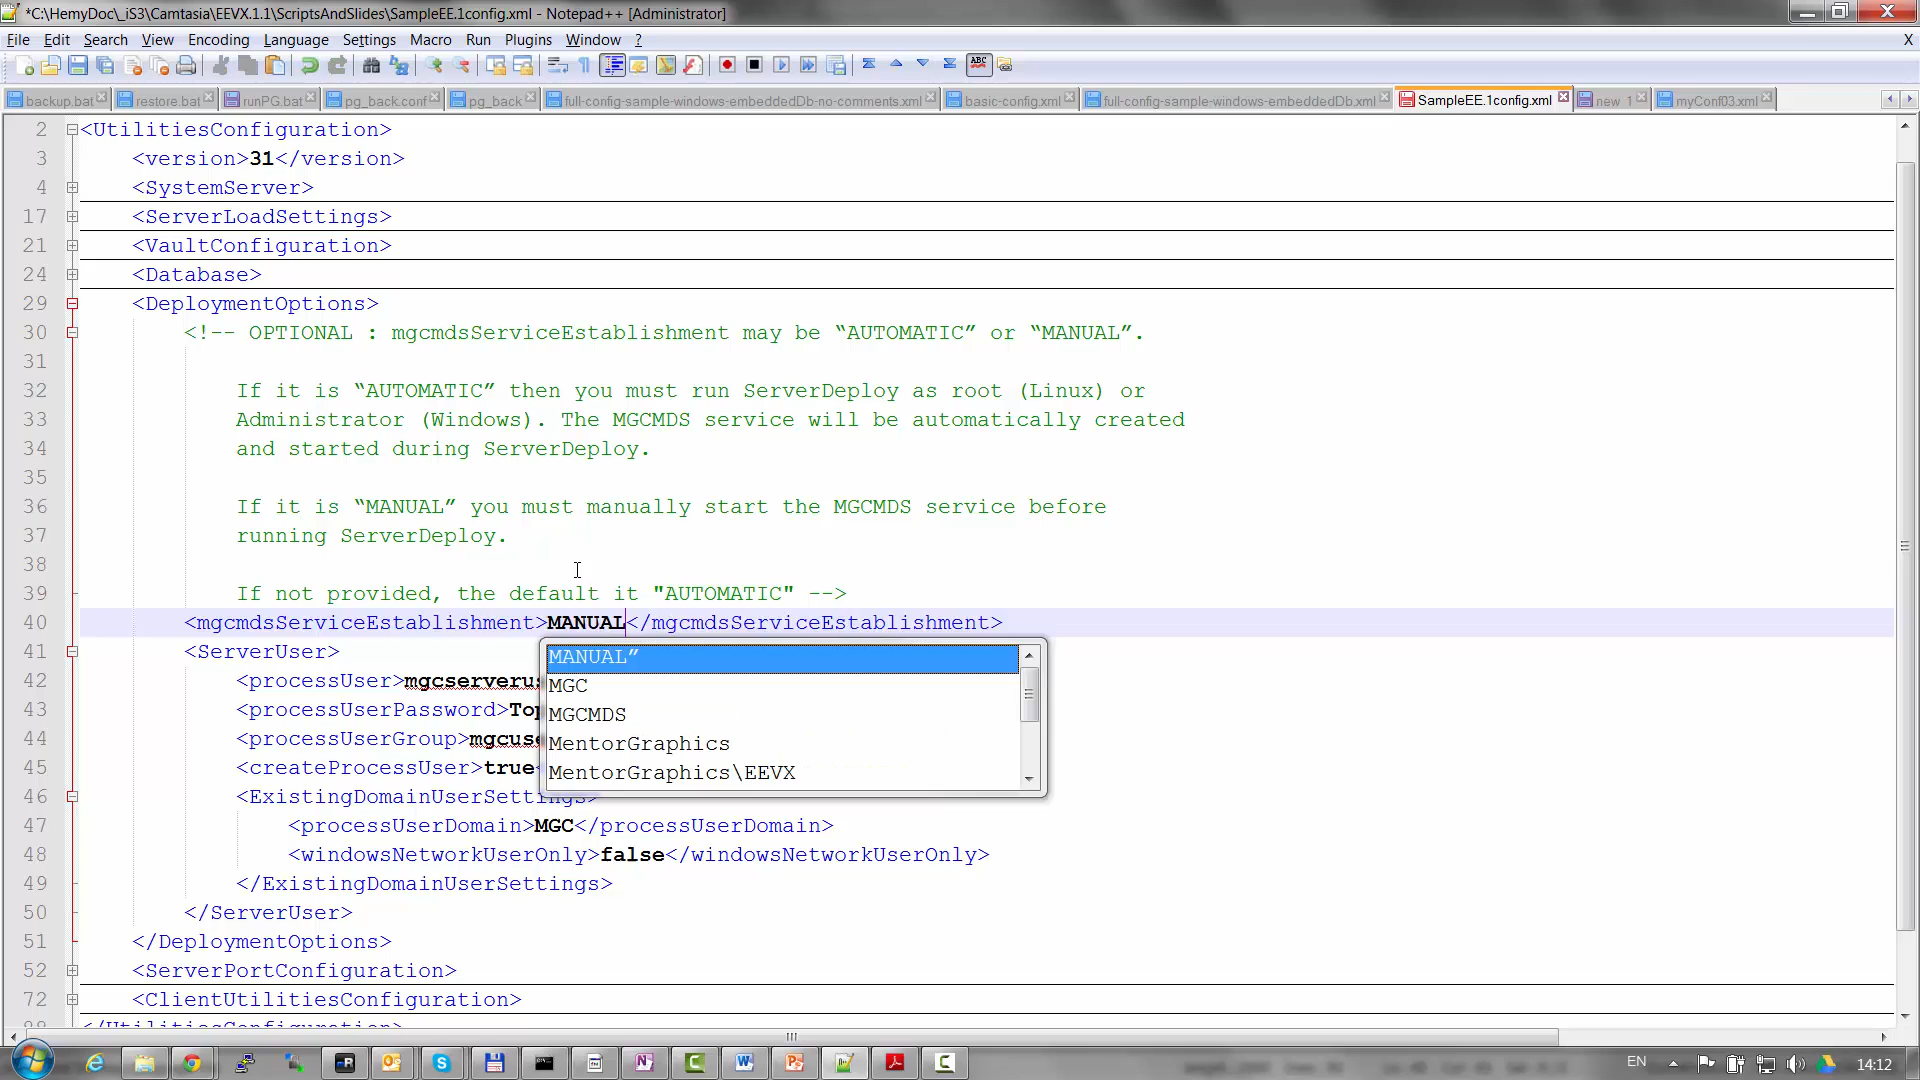 *C:\HemyDoc\_iS3\Camtasia\EEVX.1.1\ScriptsAndSlides\SampleEE.1config.xml - Notepad++ [Administrator]
File Edit Search View Encoding Language Settings Macro Run Plugins Window ? X
backup.bat restore.bat runPG.bat pg_back.conf pg_back full-config-sample-windows-embeddedDb-no-comments.xml basic-config.xml full-config-sample-windows-embeddedDb.xml SampleEE.1config.xml new 1 myConf03.xml
2 <UtilitiesConfiguration>
3 <version>31</version>
4 <SystemServer>
17 <ServerLoadSettings>
21 <VaultConfiguration>
24 <Database>
29 <DeploymentOptions>
30 <!-- OPTIONAL : mgcmdsServiceEstablishment may be “AUTOMATIC” or “MANUAL”.
31
32 If it is “AUTOMATIC” then you must run ServerDeploy as root (Linux) or
33 Administrator (Windows). The MGCMDS service will be automatically created
34 and started during ServerDeploy.
35
36 If it is “MANUAL” you must manually start the MGCMDS service before
37 running ServerDeploy.
38
39 If not provided, the default it "AUTOMATIC" -->
40 <mgcmdsServiceEstablishment>MANUAL</mgcmdsServiceEstablishment>
41 <ServerUser>
MANUAL”
42 <processUser>mgcserverus
MGC
43 <processUserPassword>Top
MGCMDS
44 <processUserGroup>mgcuse
MentorGraphics
45 <createProcessUser>true<
MentorGraphics\EEVX
46 <ExistingDomainUserSettings>
47 <processUserDomain>MGC</processUserDomain>
48 <windowsNetworkUserOnly>false</windowsNetworkUserOnly>
49 </ExistingDomainUserSettings>
50 </ServerUser>
51 </DeploymentOptions>
52 <ServerPortConfiguration>
72 <ClientUtilitiesConfiguration>
</UtilitiesConfiguration>
EN 14:12